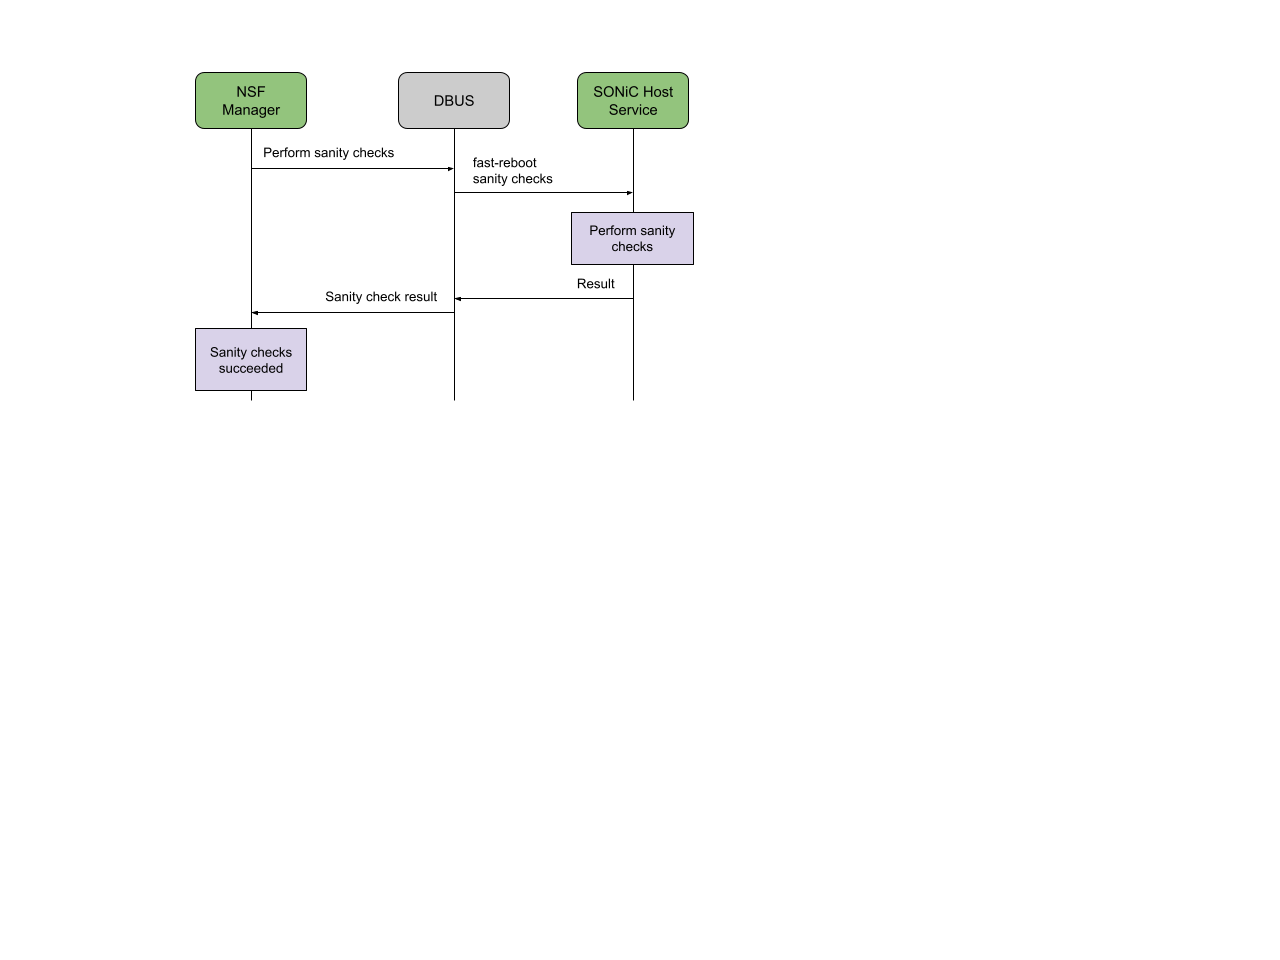 NSF
Manager
DBUS
SONiC Host
Service
Perform sanity checks
fast-reboot
sanity checks
Perform sanity
checks
Result
Sanity check result
Sanity checks
succeeded